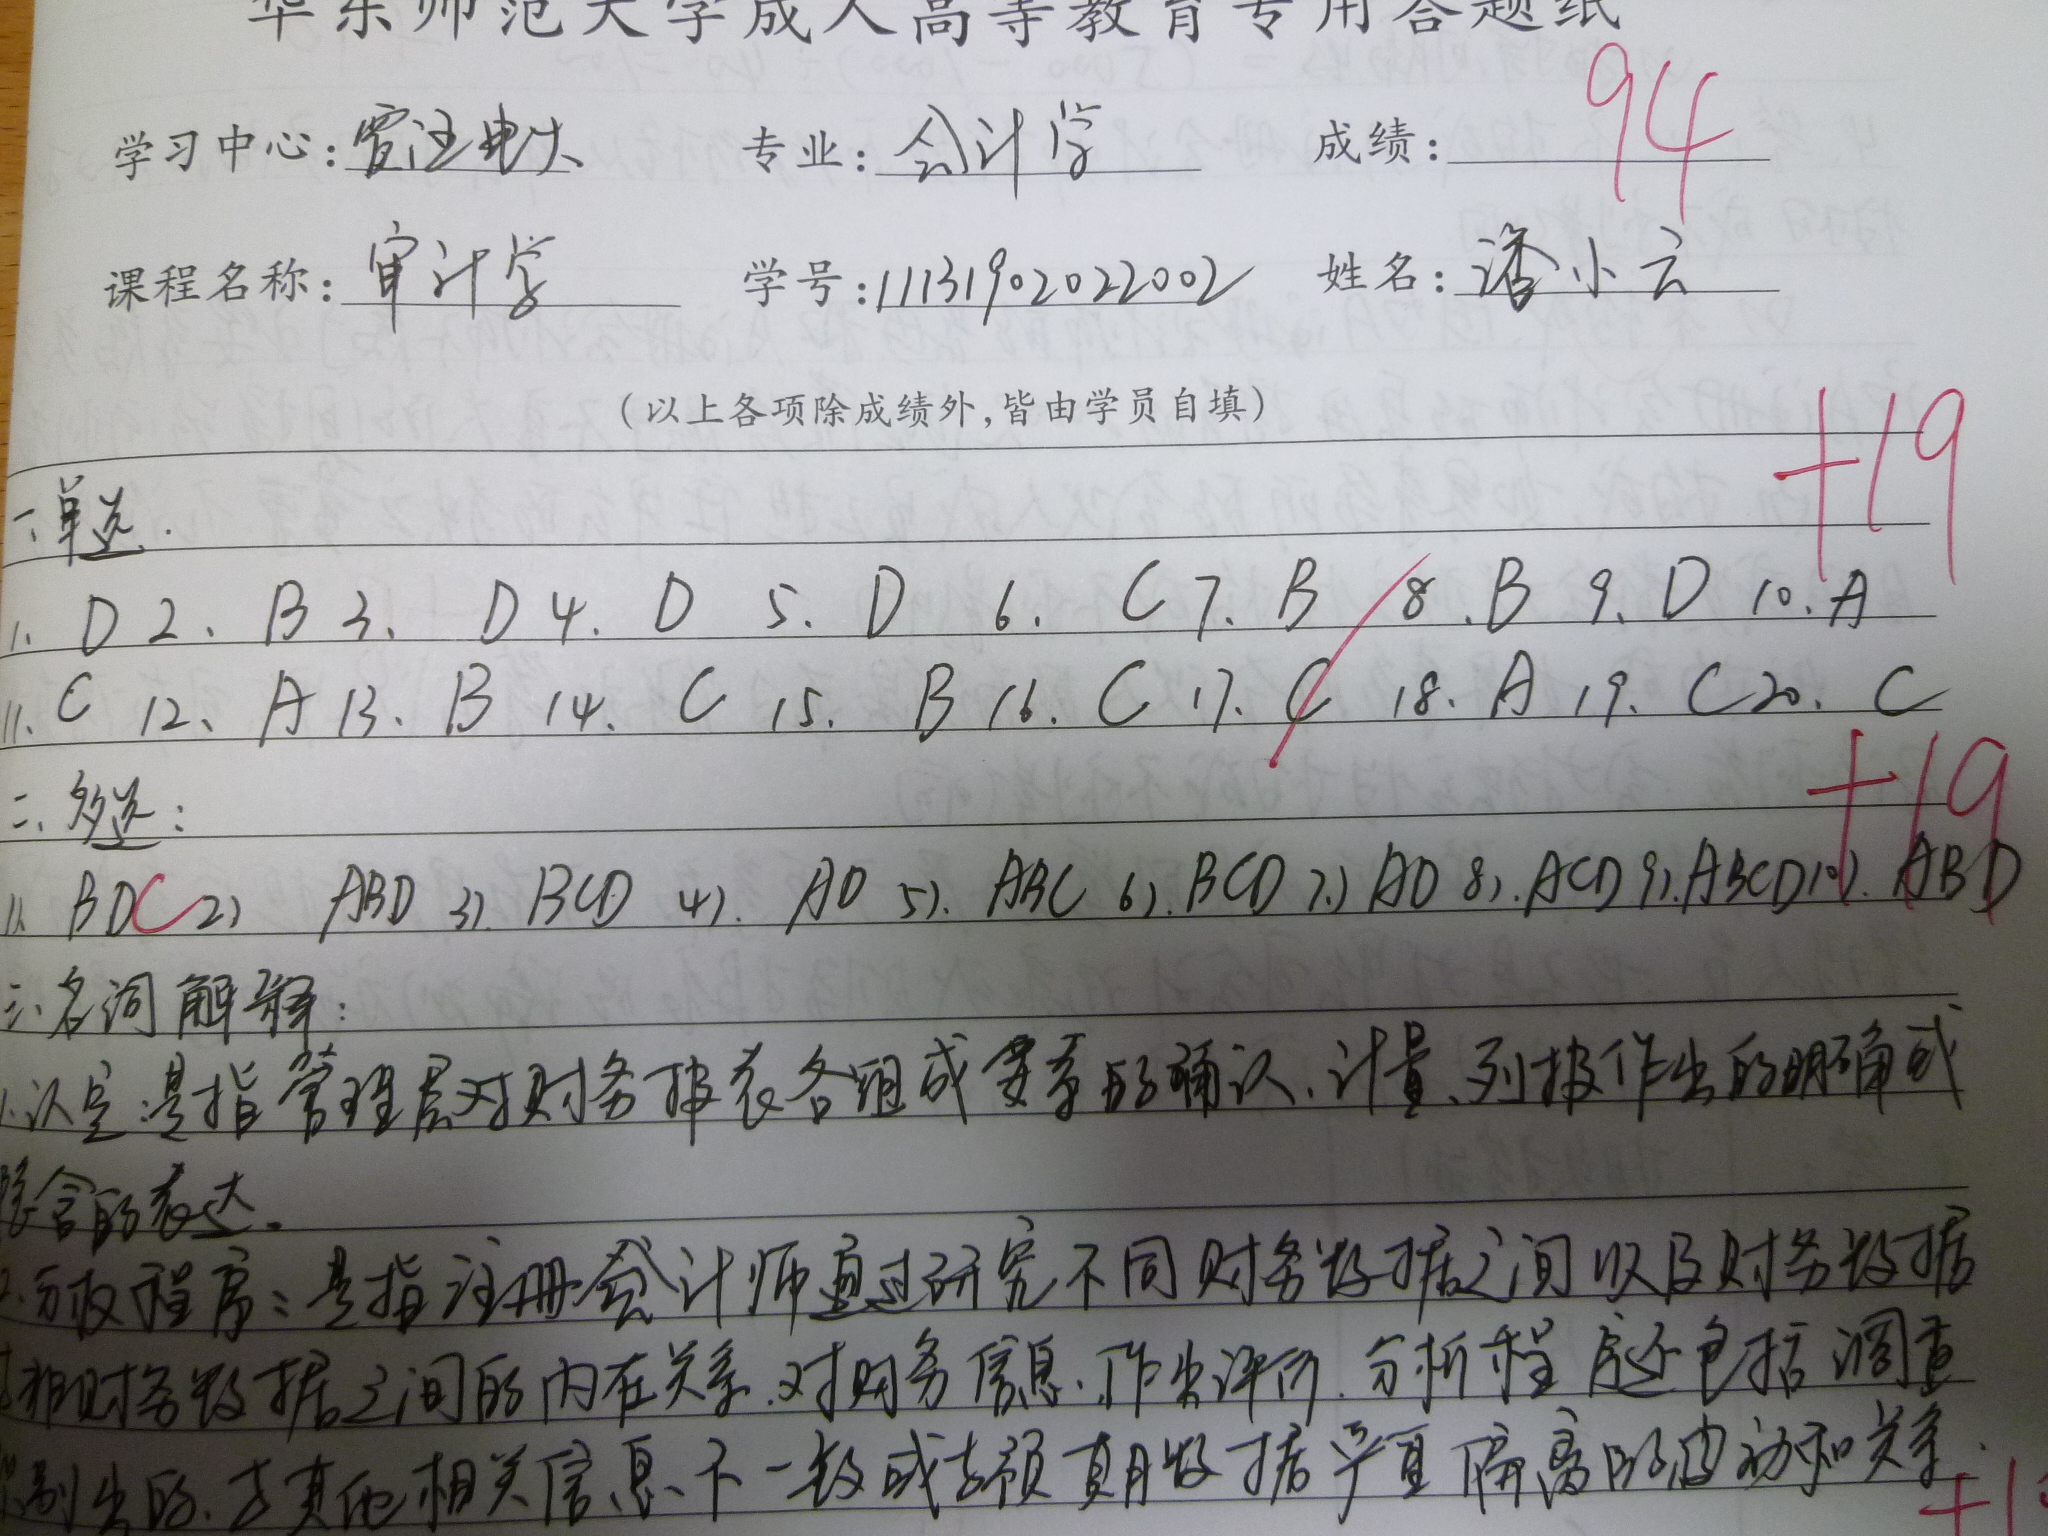 华东师范大学成人高等教育专用答题纸
学习中心:贾汪电大 专业:会计学 成绩:94
课程名称:审计学 学号:11131902022002 姓名:潘小云
(以上各项除成绩外,皆由学员自填)
+19
一、单选.
1. D 2. B 3. D 4. D 5. D 6. C 7. B 8. B 9. D 10. A
11. C 12. A 13. B 14. C 15. B 16. C 17. C 18. A 19. C 20. C
+19
二、多选:
1). BDC 2) ABD 3). BCD 4). AD 5). ABC 6). BCD 7.) AD 8). ACD 9). ABCD 10). ABD
三、名词解释:
1.认定:是指管理层对财务报表各组成要素的确认、计量、列报作出的明确或
隐含的表达。
2.分析程序:是指注册会计师通过研究不同财务数据之间以及财务数据
非财务数据之间的内在关系.对财务信息.作出评价.分析程序还包括调查
识别出的.与其他相关信息不一致或与预期数据严重偏离的波动和关系.